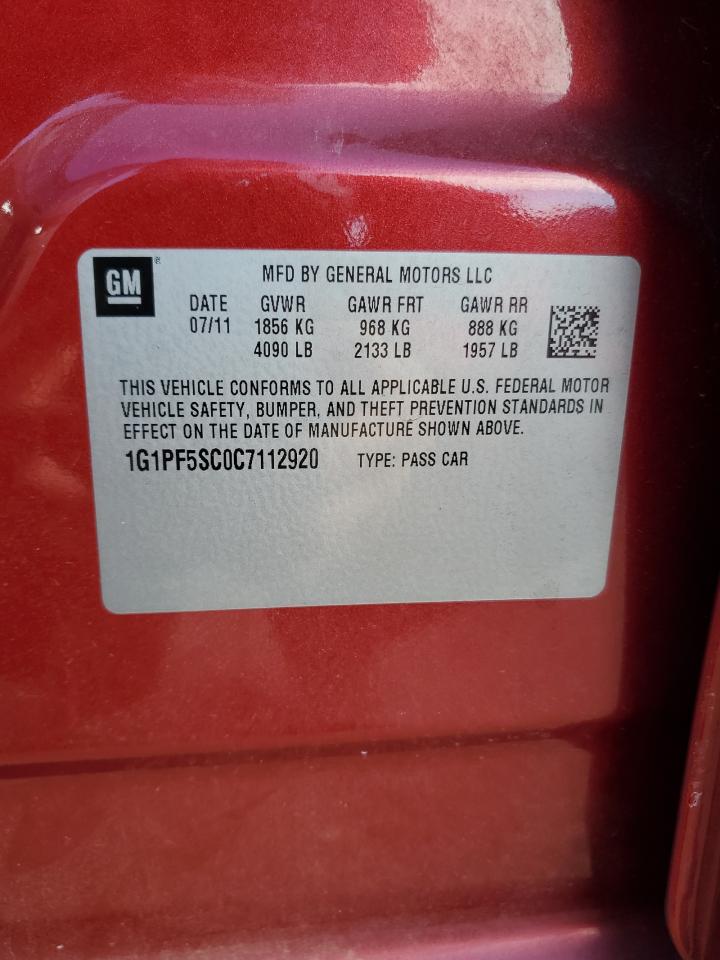 GM
®
MFD BY GENERAL MOTORS LLC
DATE GVWR GAWR FRT GAWR RR
07/11 1856 KG 968 KG 888 KG
4090 LB 2133 LB 1957 LB
THIS VEHICLE CONFORMS TO ALL APPLICABLE U.S. FEDERAL MOTOR
VEHICLE SAFETY, BUMPER, AND THEFT PREVENTION STANDARDS IN
EFFECT ON THE DATE OF MANUFACTURE SHOWN ABOVE.
1G1PF5SC0C7112920 TYPE: PASS CAR